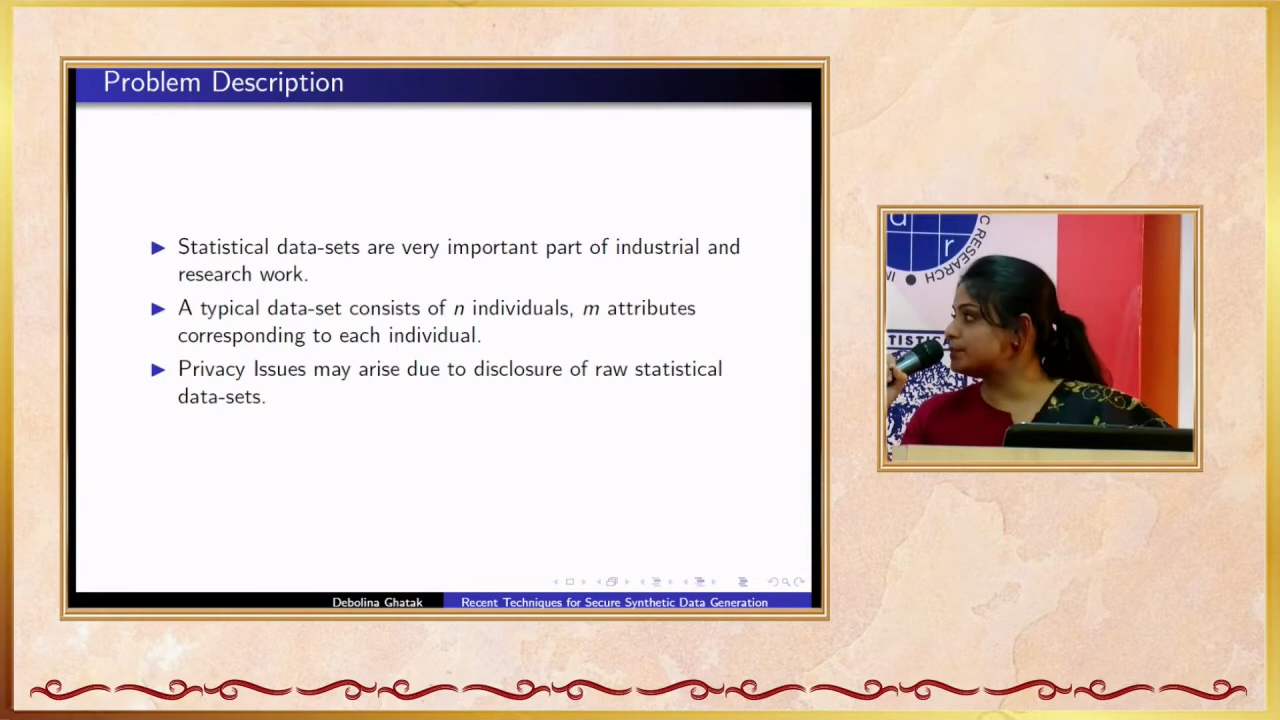 Problem Description
▶ Statistical data-sets are very important part of industrial and
research work.
▶ A typical data-set consists of n individuals, m attributes
corresponding to each individual.
▶ Privacy Issues may arise due to disclosure of raw statistical
data-sets.
Debolina Ghatak
Recent Techniques for Secure Synthetic Data Generation
r
C RESEARCH